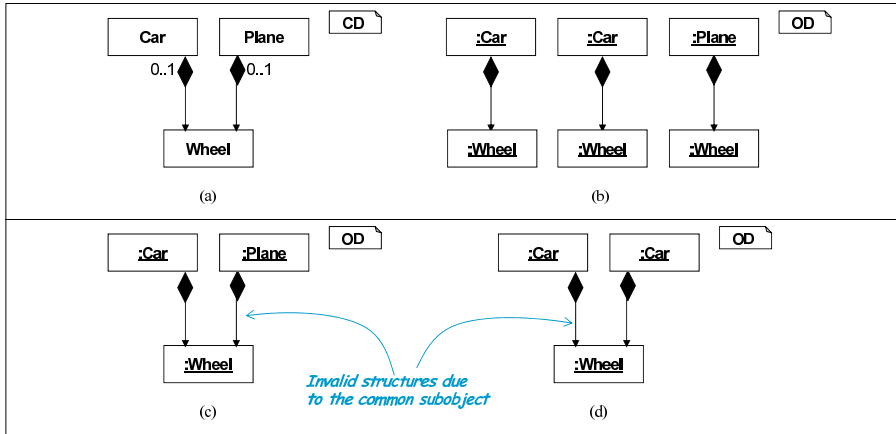 Car
Plane
CD
0..1
0..1
Wheel
(a)
:Car
:Car
:Plane
OD
:Wheel
:Wheel
:Wheel
(b)
:Car
:Plane
OD
:Wheel
(c)
Invalid structures due
to the common subobject
:Car
:Car
OD
:Wheel
(d)